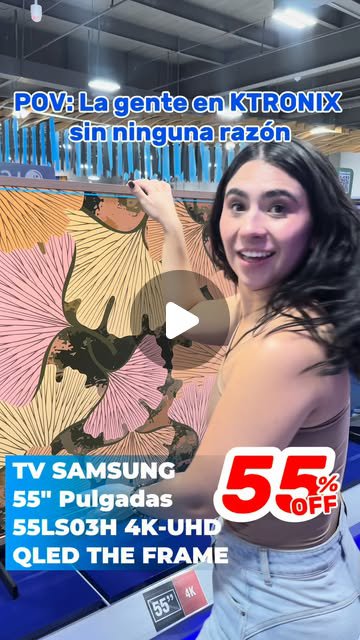 POV: La gente en KTRONIX
sin ninguna razón
TV SAMSUNG
55" Pulgadas
55LS03H 4K-UHD
QLED THE FRAME
55%
OFF
55"
4K